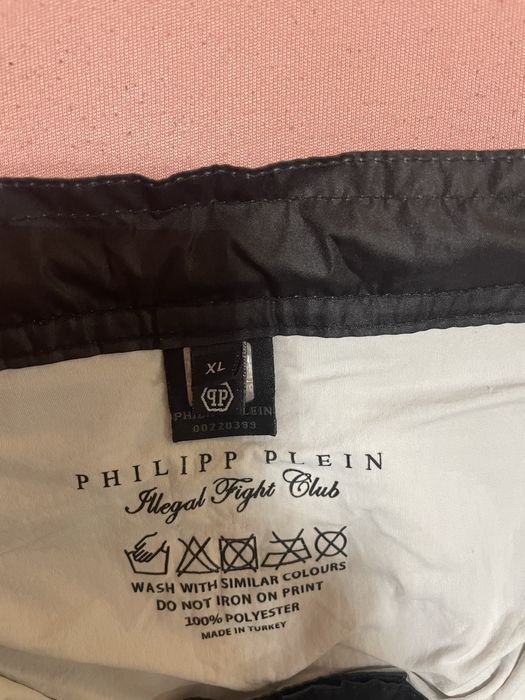 XL
PHILIPP PLEIN
00220399
PHILIPP PLEIN
Illegal Fight Club
WASH WITH SIMILAR COLOURS
DO NOT IRON ON PRINT
100% POLYESTER
MADE IN TURKEY